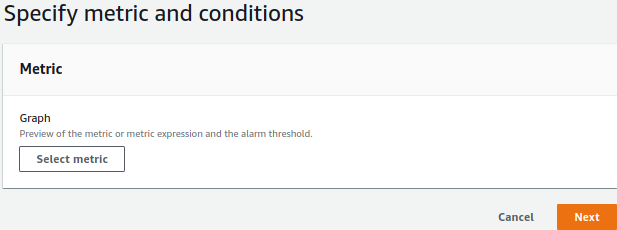 Specify metric and conditions
Metric
Graph
Preview of the metric or metric expression and the alarm threshold.
Select metric
Cancel Next